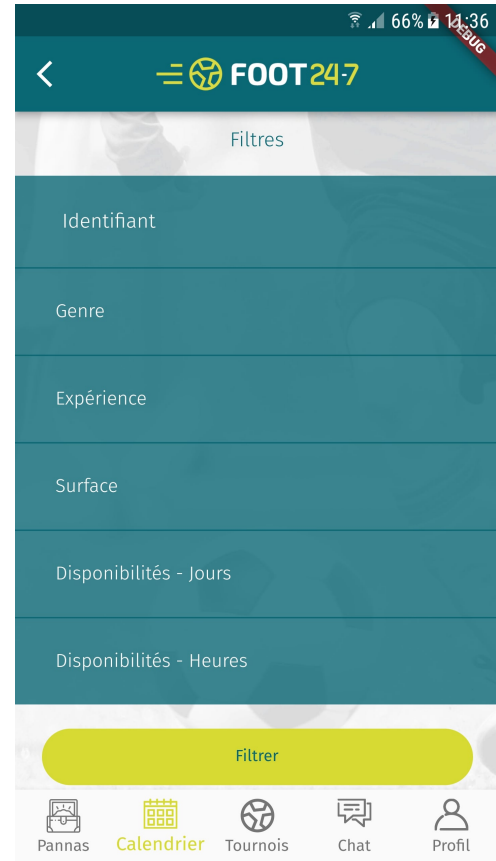 66% 11:36
DEBUG
FOOT24-7
Filtres
Identifiant
Genre
Expérience
Surface
Disponibilités - Jours
Disponibilités - Heures
Filtrer
Pannas Calendrier Tournois Chat Profil